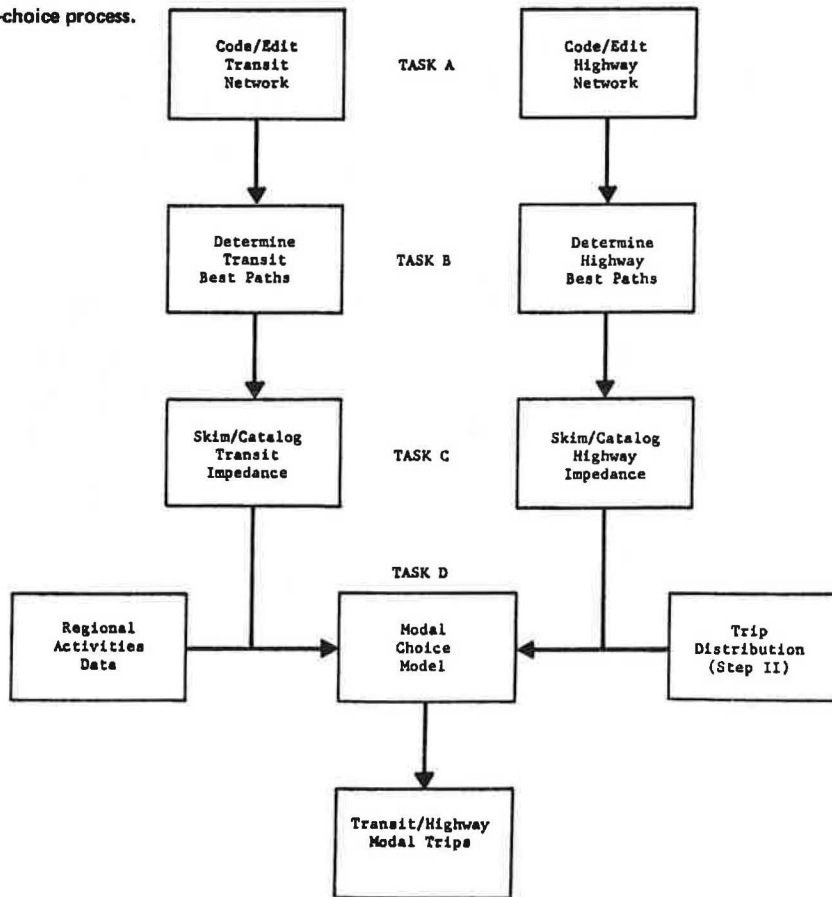 -choice process.
Code/Edit
Transit
Network
TASK A
Code/Edit
Highway
Network
Determine
Transit
Best Paths
TASK B
Determine
Highway
Best Paths
Skim/Catalog
Transit
Impedance
TASK C
Skim/Catalog
Highway
Impedance
TASK D
Regional
Activities
Data
Modal
Choice
Model
Trip
Distribution
(Step II)
Transit/Highway
Modal Trips